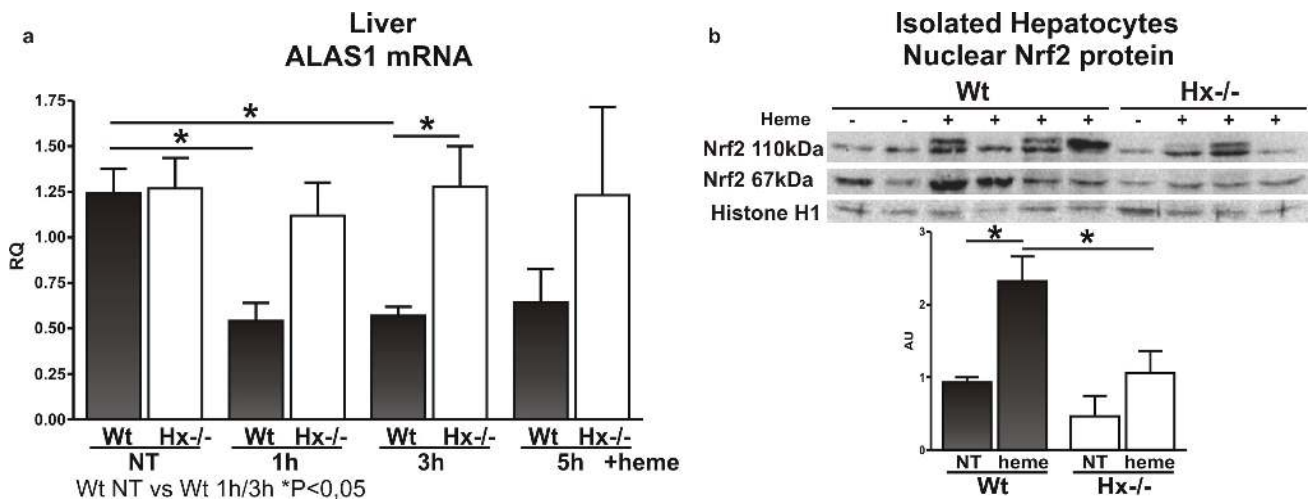 a
Liver
ALAS1 mRNA
*
*
*
1.75
1.50
1.25
1.00
0.75
0.50
0.25
0.00
RQ
Wt Hx-/- Wt Hx-/- Wt Hx-/- Wt Hx-/-
NT 1h 3h 5h +heme
Wt NT vs Wt 1h/3h *P<0,05
b
Isolated Hepatocytes
Nuclear Nrf2 protein
Wt Hx-/-
Heme - - + + + + - + + +
Nrf2 110kDa
Nrf2 67kDa
Histone H1
* *
3
2
1
0
AU
NT heme NT heme
Wt Hx-/-